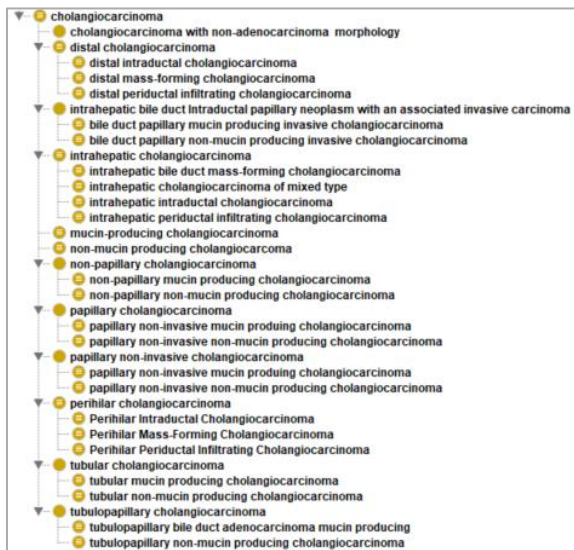 cholangiocarcinoma
cholangiocarcinoma with non-adenocarcinoma morphology
distal cholangiocarcinoma
distal intraductal cholangiocarcinoma
distal mass-forming cholangiocarcinoma
distal periductal infiltrating cholangiocarcinoma
intrahepatic bile duct Intraductal papillary neoplasm with an associated invasive carcinoma
bile duct papillary mucin producing invasive cholangiocarcinoma
bile duct papillary non-mucin producing invasive cholangiocarcinoma
intrahepatic cholangiocarcinoma
intrahepatic bile duct mass-forming cholangiocarcinoma
intrahepatic cholangiocarcinoma of mixed type
intrahepatic intraductal cholangiocarcinoma
intrahepatic periductal infiltrating cholangiocarcinoma
mucin-producing cholangiocarcinoma
non-mucin producing cholangiocarcoma
non-papillary cholangiocarcinoma
non-papillary mucin producing cholangiocarcinoma
non-papillary non-mucin producing cholangiocarcinoma
papillary cholangiocarcinoma
papillary non-invasive mucin produing cholangiocarcinoma
papillary non-invasive non-mucin producing cholangiocarcinoma
papillary non-invasive cholangiocarcinoma
papillary non-invasive mucin produing cholangiocarcinoma
papillary non-invasive non-mucin producing cholangiocarcinoma
perihilar cholangiocarcinoma
Perihilar Intraductal Cholangiocarcinoma
Perihilar Mass-Forming Cholangiocarcinoma
Perihilar Periductal Infiltrating Cholangiocarcinoma
tubular cholangiocarcinoma
tubular mucin producing cholangiocarcinoma
tubular non-mucin producing cholangiocarcinoma
tubulopapillary cholangiocarcinoma
tubulopapillary bile duct adenocarcinoma mucin producing
tubulopapillary non-mucin producing cholangiocarcinoma